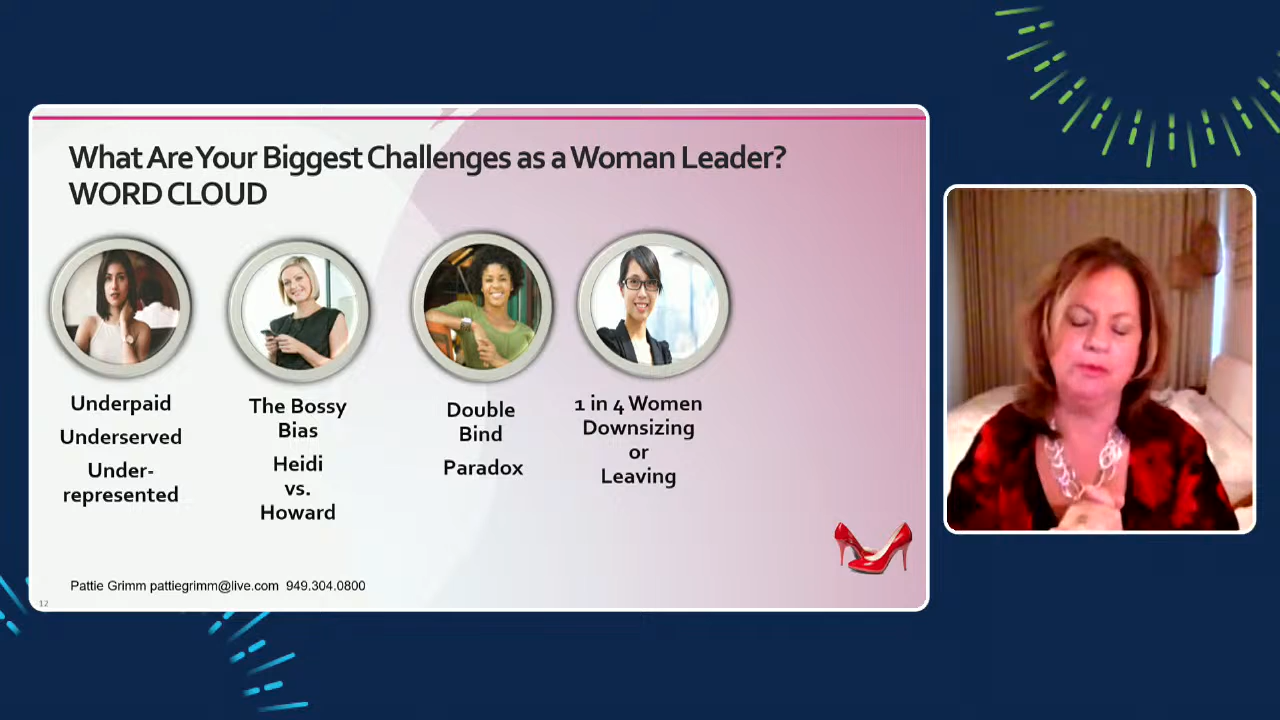 What Are Your Biggest Challenges as a Woman Leader?
WORD CLOUD
Underpaid
Underserved
Under-
represented
The Bossy
Bias
Heidi
vs.
Howard
Double
Bind
Paradox
1 in 4 Women
Downsizing
or
Leaving
Pattie Grimm pattiegrimm@live.com 949.304.0800
12